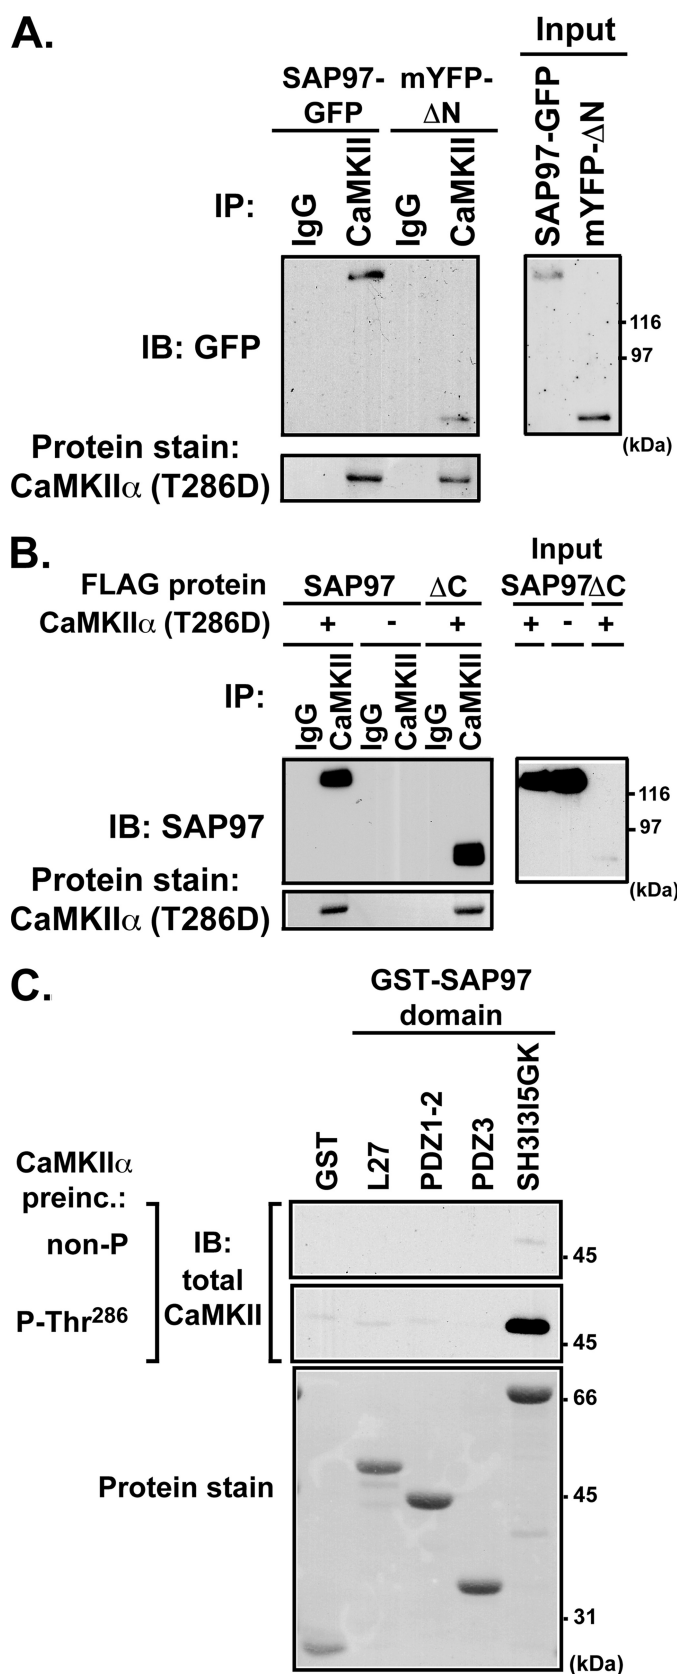 A.
Input
SAP97-
GFP
mYFP-
ΔN
SAP97-GFP
mYFP-ΔN
IP:
IgG
CaMKII
IgG
CaMKII
IB: GFP
116
97
(kDa)
Protein stain:
CaMKIIα (T286D)
B.
Input
FLAG protein
SAP97
ΔC
SAP97
ΔC
CaMKIIα (T286D)
+
-
+
+
-
+
IP:
IgG
CaMKII
IgG
CaMKII
IgG
CaMKII
IB: SAP97
116
97
(kDa)
Protein stain:
CaMKIIα (T286D)
C.
GST-SAP97
domain
GST
L27
PDZ1-2
PDZ3
SH3I3I5GK
CaMKIIα
preinc.:
non-P
P-Thr²⁸⁶
IB:
total
CaMKII
45
45
Protein stain
66
45
31
(kDa)